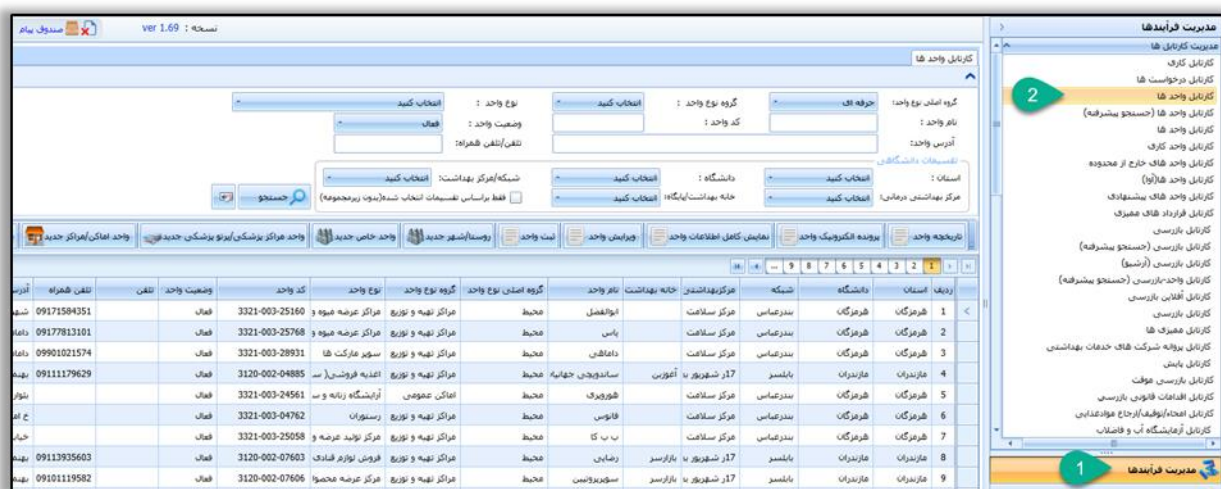 مدیریت فرآیندها
نسخه : ver 1.69
صندوق پیام
مدیریت کارتابل ها
کارتابل کاری
کارتابل درخواست ها
2
کارتابل واحد ها
کارتابل واحد ها (جستجو پیشرفته)
کارتابل واحد ها
کارتابل واحد کاری
کارتابل واحد های خارج از محدوده
کارتابل واحد ها(آوا)
کارتابل واحد های پیشنهادی
کارتابل قرارداد های ممیزی
کارتابل بازرسی
کارتابل بازرسی (جستجو پیشرفته)
کارتابل بازرسی (آرشیو)
کارتابل واحد-بازرسی (جستجو پیشرفته)
کارتابل آفلاین بازرسی
کارتابل بازرسی
کارتابل ممیزی ها
کارتابل پروانه شرکت های خدمات بهداشتی
کارتابل پایش
کارتابل بازرسی موقت
کارتابل اقدامات قانونی بازرسی
کارتابل امحاء/توقیف/ارجاع موادغذایی
کارتابل آزمایشگاه آب و فاضلاب
1
مدیریت فرآیندها
کارتابل واحد ها
گروه اصلی نوع واحد: حرفه ای گروه نوع واحد : انتخاب کنید نوع واحد : انتخاب کنید
نام واحد : کد واحد : وضعیت واحد : فعال
آدرس واحد: تلفن/تلفن همراه:
تقسیمات دانشگاهی
استان : انتخاب کنید دانشگاه : انتخاب کنید شبکه/مرکز بهداشت: انتخاب کنید
مرکز بهداشتی درمانی: انتخاب کنید خانه بهداشت/پایگاه: انتخاب کنید فقط براساس تقسیمات انتخاب شده(بدون زیرمجموعه) جستجو
تاریخچه واحد پرونده الکترونیک واحد نمایش کامل اطلاعات واحد ویرایش واحد ثبت واحد روستا/شهر جدید واحد خاص جدید واحد مراکز پزشکی/پرتو پزشکی جدید واحد اماکن/مراکز جدید
1 2 3 4 5 6 7 8 9 ...
ردیف استان دانشگاه شبکه مرکزبهداشتی خانه بهداشت نام واحد گروه اصلی نوع واحد گروه نوع واحد نوع واحد کد واحد وضعیت واحد تلفن تلفن همراه آدرس
1 هرمزگان هرمزگان بندرعباس مرکز سلامت ابوالفضل محیط مراکز تهیه و توزیع مراکز عرضه میوه و 3321-003-25160 فعال 09171584351
2 هرمزگان هرمزگان بندرعباس مرکز سلامت یاس محیط مراکز تهیه و توزیع مراکز عرضه میوه و 3321-003-25768 فعال 09177813101
3 هرمزگان هرمزگان بندرعباس مرکز سلامت داماهی محیط مراکز تهیه و توزیع سوپر مارکت ها 3321-003-28931 فعال 09901021574
4 مازندران مازندران بابلسر 17ر شهریور با آغوزبن ساندویچی جهانیا محیط مراکز تهیه و توزیع اغذیه فروشی( سـ 3120-002-04885 فعال 09111179629
5 هرمزگان هرمزگان بندرعباس مرکز سلامت محیط اماکن عمومی آرایشگاه زنانه و سـ 3321-003-24561 فعال
6 هرمزگان هرمزگان بندرعباس مرکز سلامت فانوس محیط مراکز تهیه و توزیع رستوران 3321-003-04762 فعال
7 هرمزگان هرمزگان بندرعباس مرکز سلامت ب ب کا محیط مراکز تهیه و توزیع مرکز تولید عرضه و 3321-003-25058 فعال
8 مازندران مازندران بابلسر 17ر شهریور با بازارسر رضایی محیط مراکز تهیه و توزیع فروش لوازم قنادی 3120-002-07603 فعال 09113935603
9 مازندران مازندران بابلسر 17ر شهریور با بازارسر سوپرپروتیین محیط مراکز تهیه و توزیع مرکز عرضه محصوا 3120-002-07606 فعال 09101119582